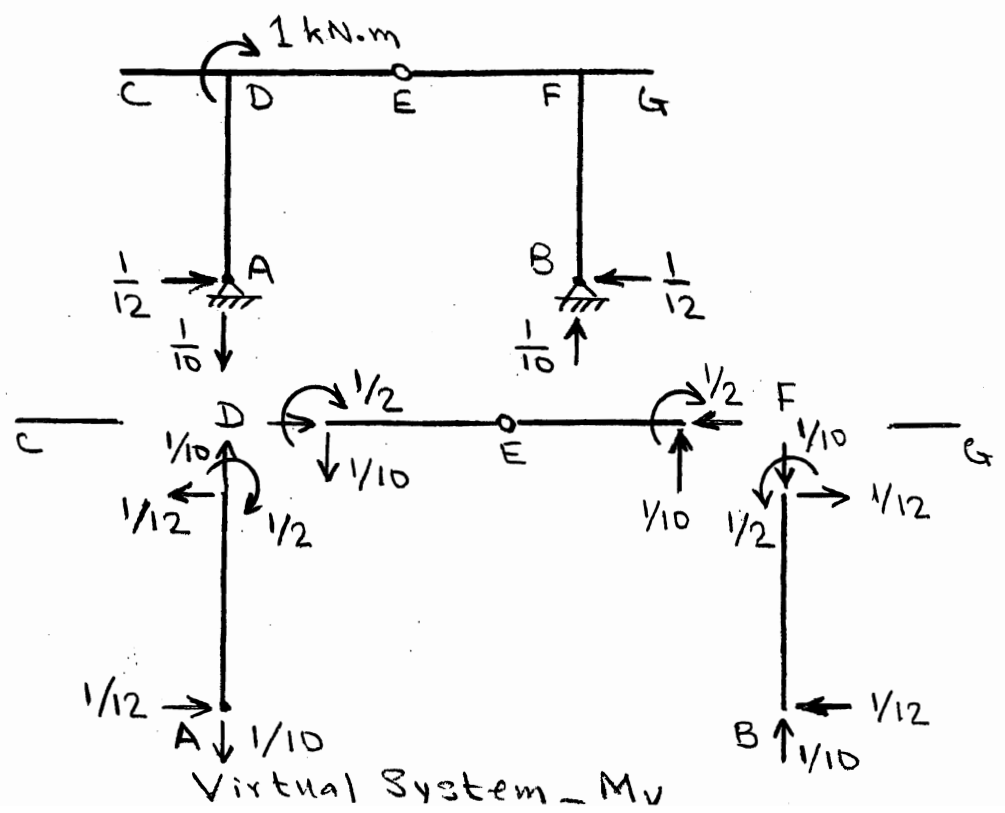 1 kN.m
C D E F G
1/12 A B 1/12
1/10 1/10
D 1/2 1/2 F
C 1/10 E 1/10 G
1/12 1/2 1/10 1/10 1/2 1/12
1/12 B 1/12
A 1/10 1/10
Virtual System - Mv